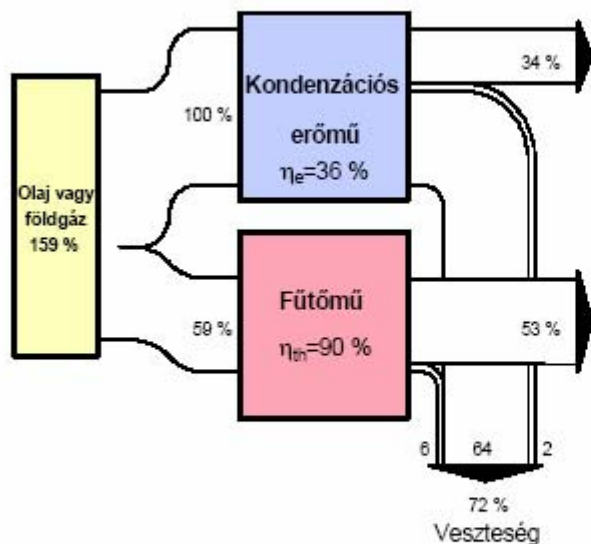 Olaj vagy
földgáz
159 %
100 %
59 %
Kondenzációs
erőmű
ηe=36 %
Fűtőmű
ηth=90 %
34 %
53 %
6 64 2
72 %
Veszteség